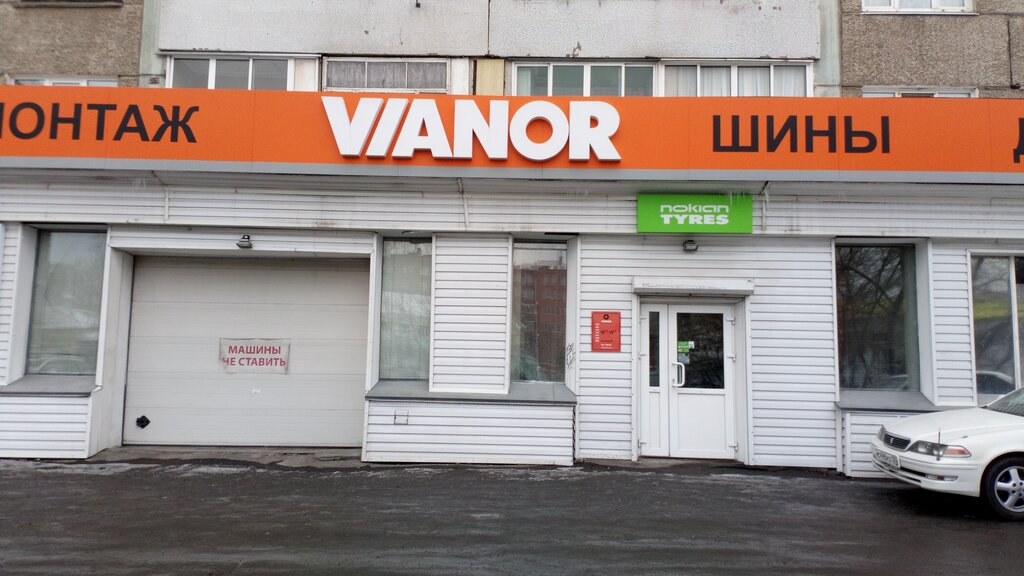 ОНТАЖ VIANOR ШИНЫ
nokian
TYRES
МАШИНЫ
НЕ СТАВИТЬ